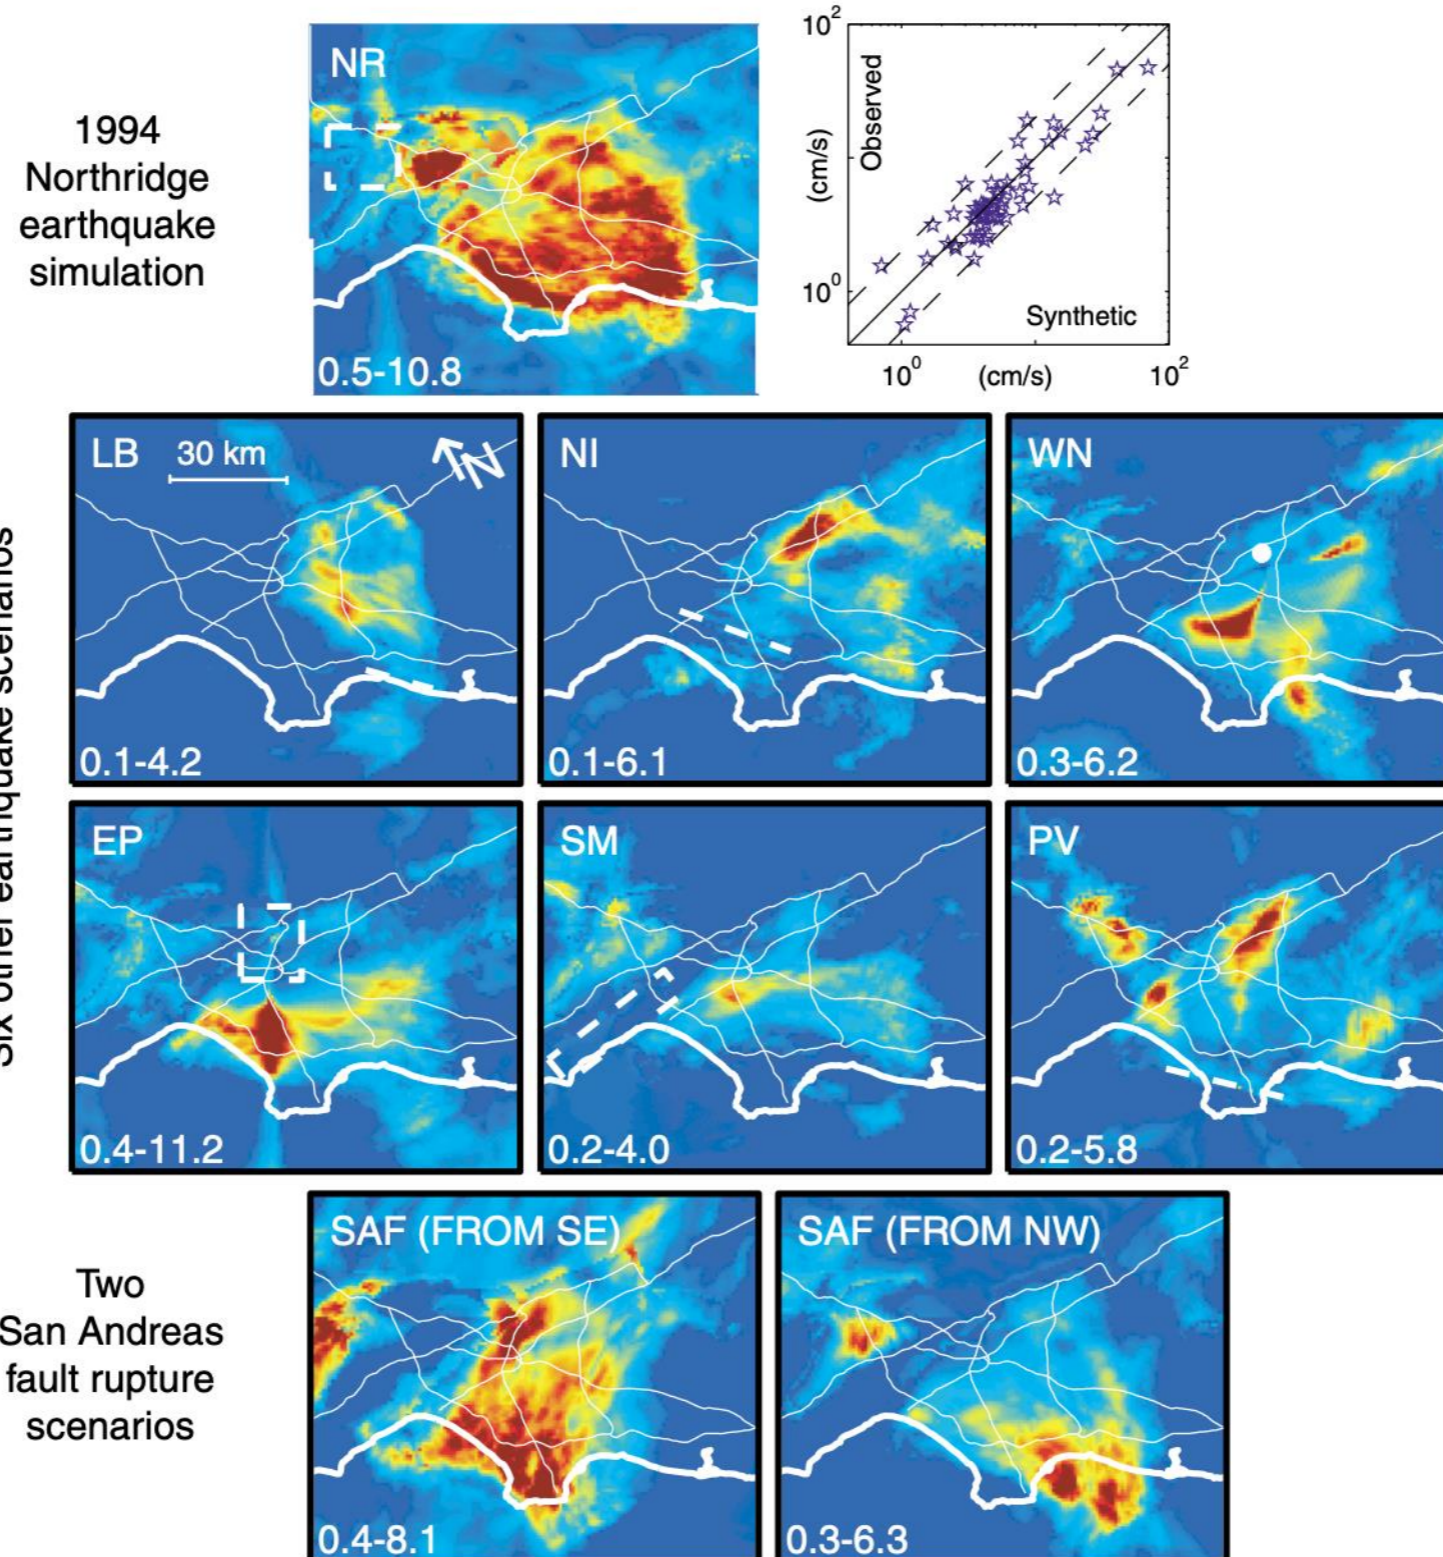 1994
Northridge
earthquake
simulation
NR
0.5-10.8
10²
Observed
(cm/s)
10⁰
Synthetic
10⁰
(cm/s)
10²
Six other earthquake scenarios
LB
30 km
N
0.1-4.2
NI
0.1-6.1
WN
0.3-6.2
EP
0.4-11.2
SM
0.2-4.0
PV
0.2-5.8
Two
San Andreas
fault rupture
scenarios
SAF (FROM SE)
0.4-8.1
SAF (FROM NW)
0.3-6.3